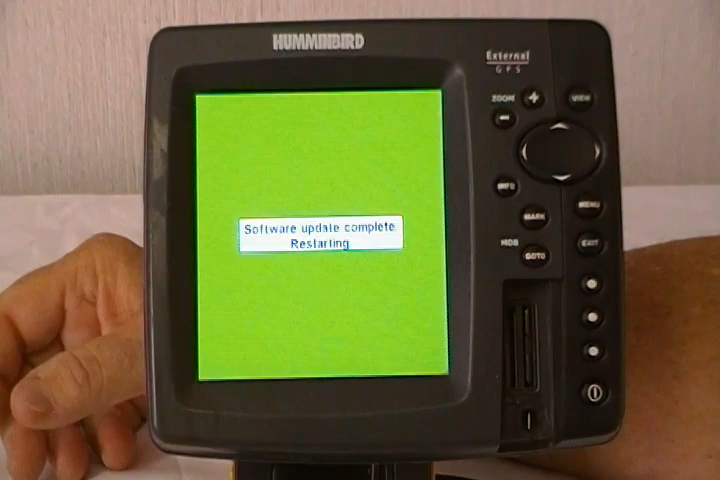 HUMMINBIRD
External
GPS
ZOOM
+
-
VIEW
INFO
MARK
MENU
MOB
GOTO
EXIT
Software update complete
Restarting